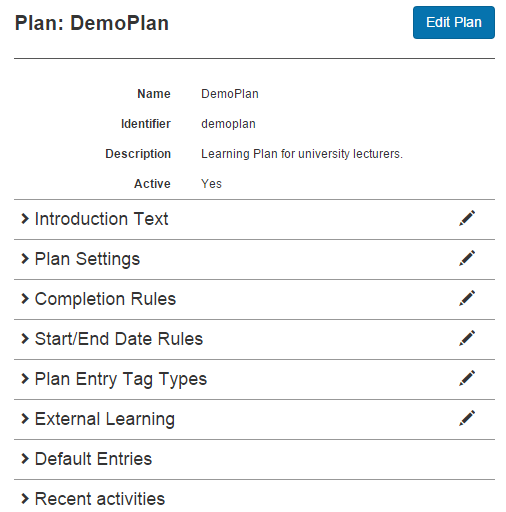 Plan: DemoPlan
Edit Plan
Name DemoPlan
Identifier demoplan
Description Learning Plan for university lecturers.
Active Yes
Introduction Text
Plan Settings
Completion Rules
Start/End Date Rules
Plan Entry Tag Types
External Learning
Default Entries
Recent activities